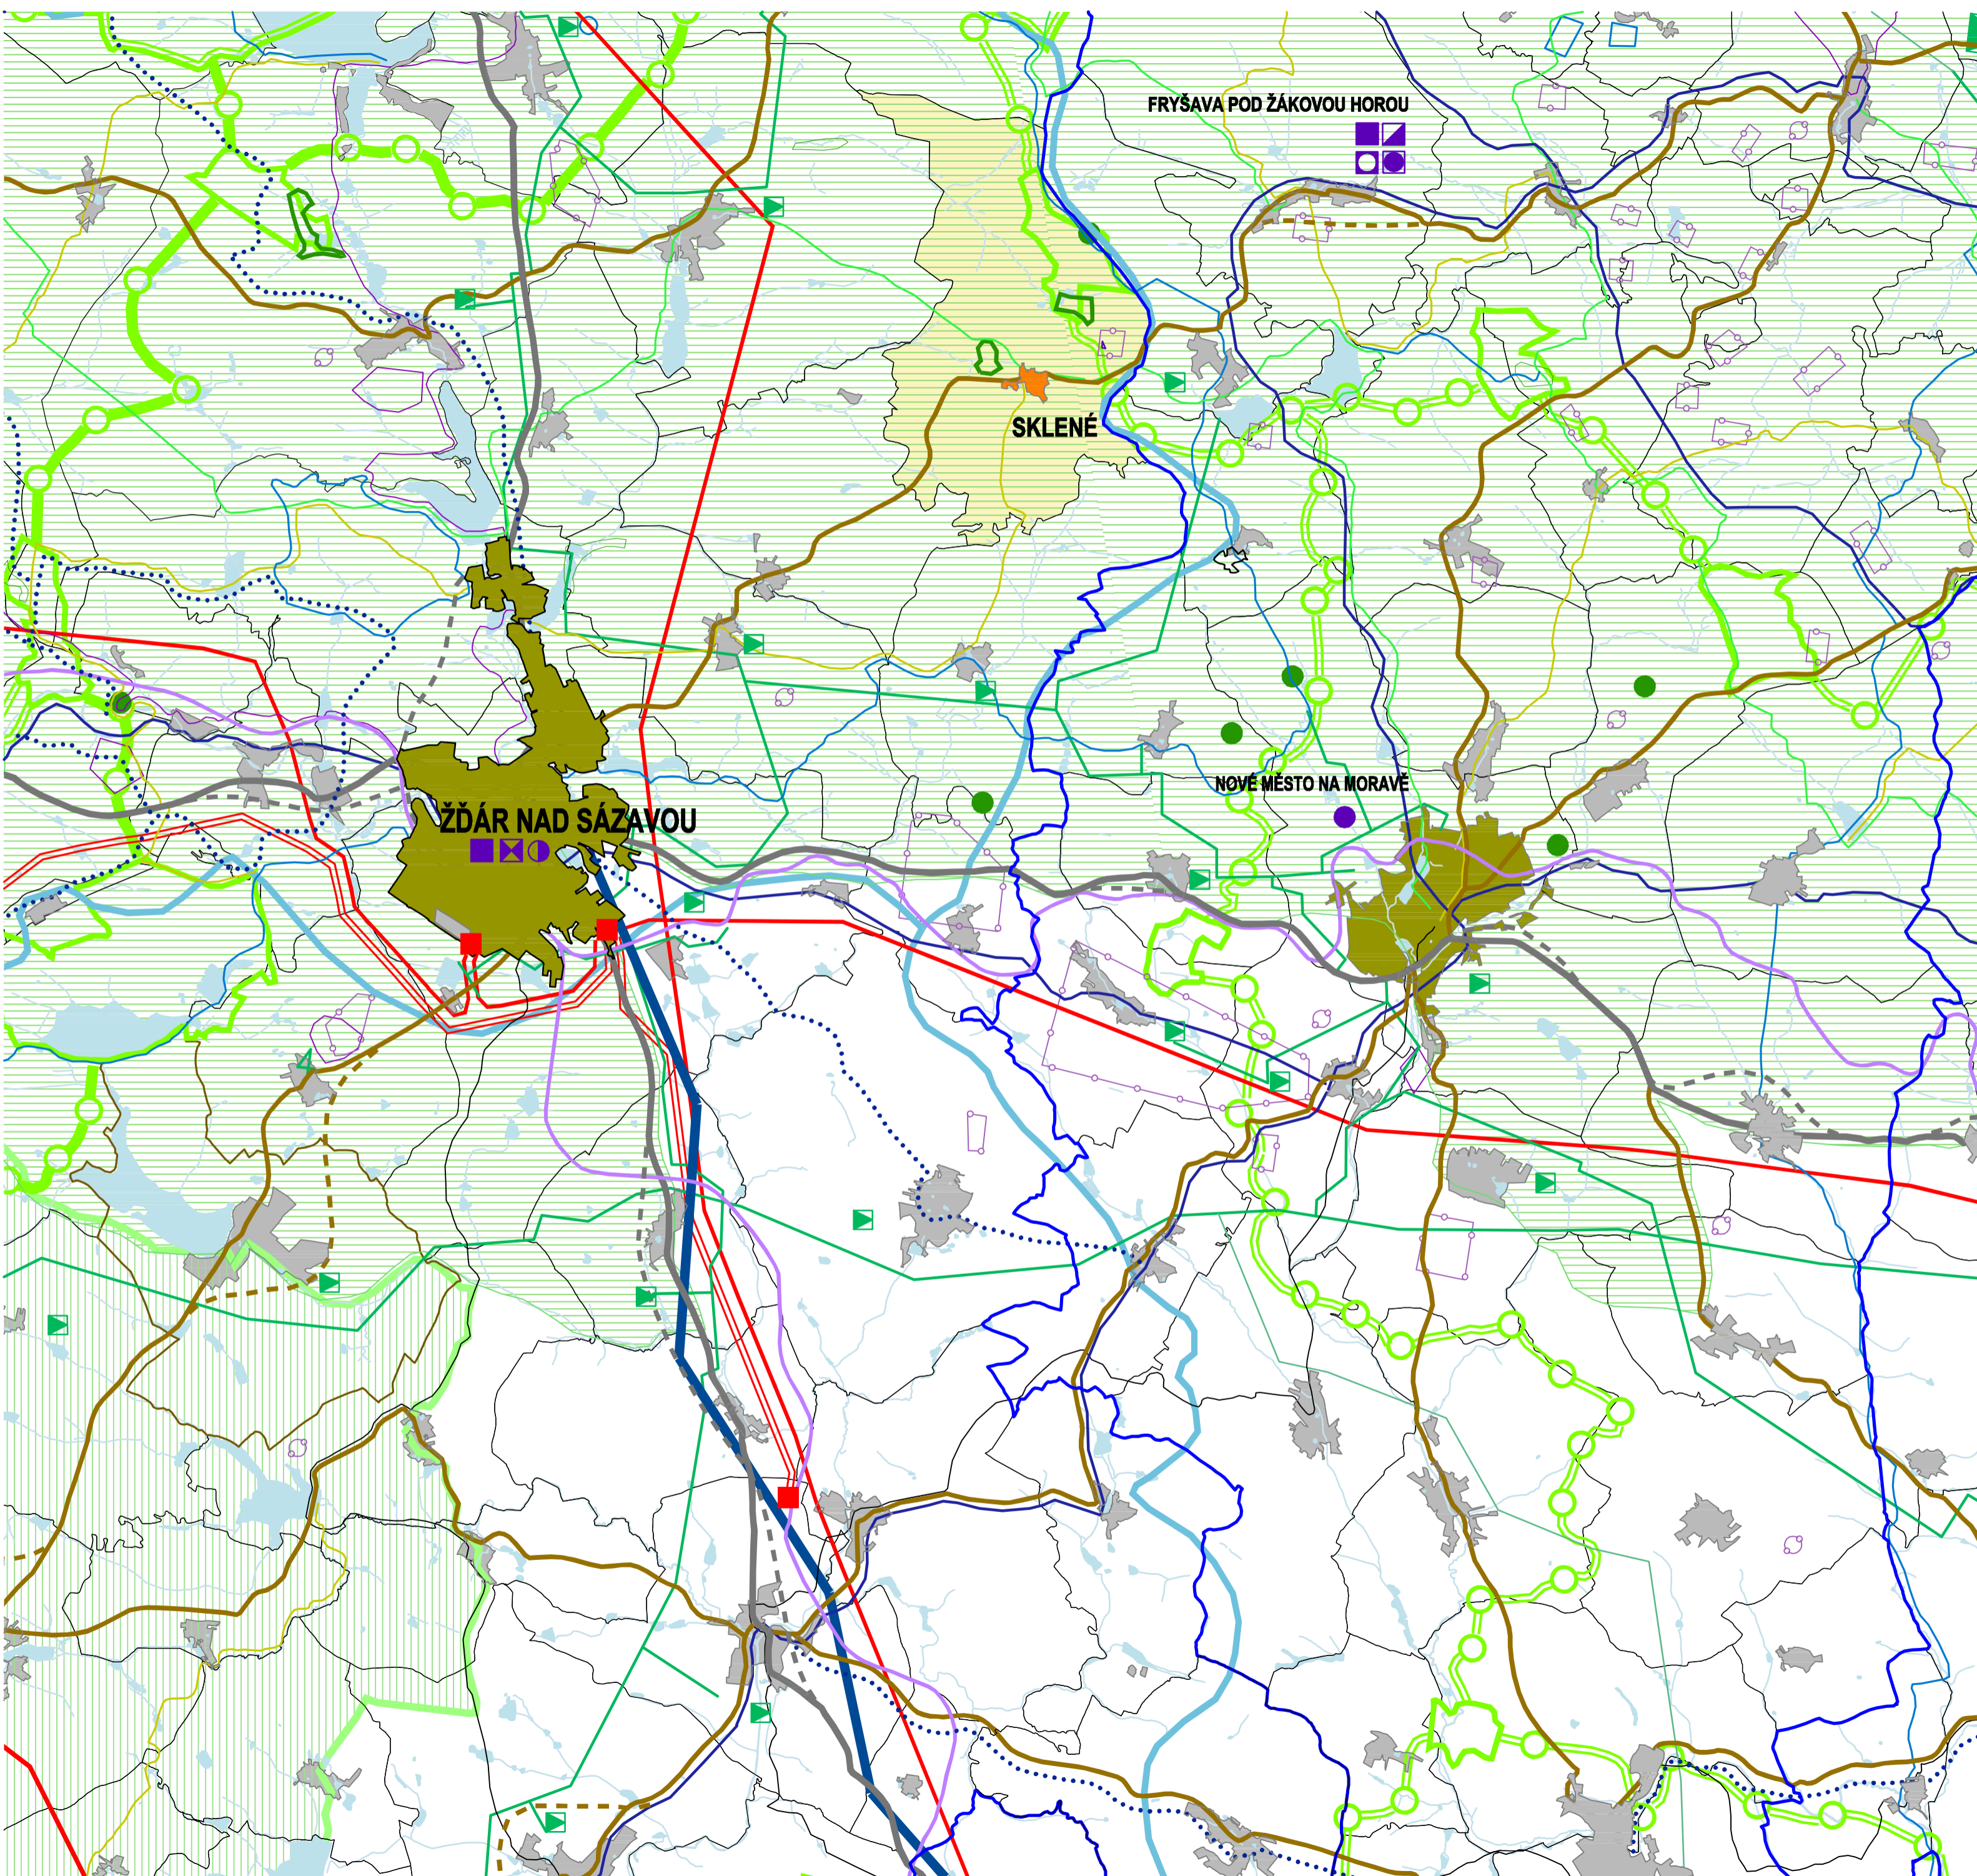 FRYŠAVA POD ŽÁKOVOU HOROU
SKLENÉ
NOVÉ MĚSTO NA MORAVĚ
ŽĎÁR NAD SÁZAVOU